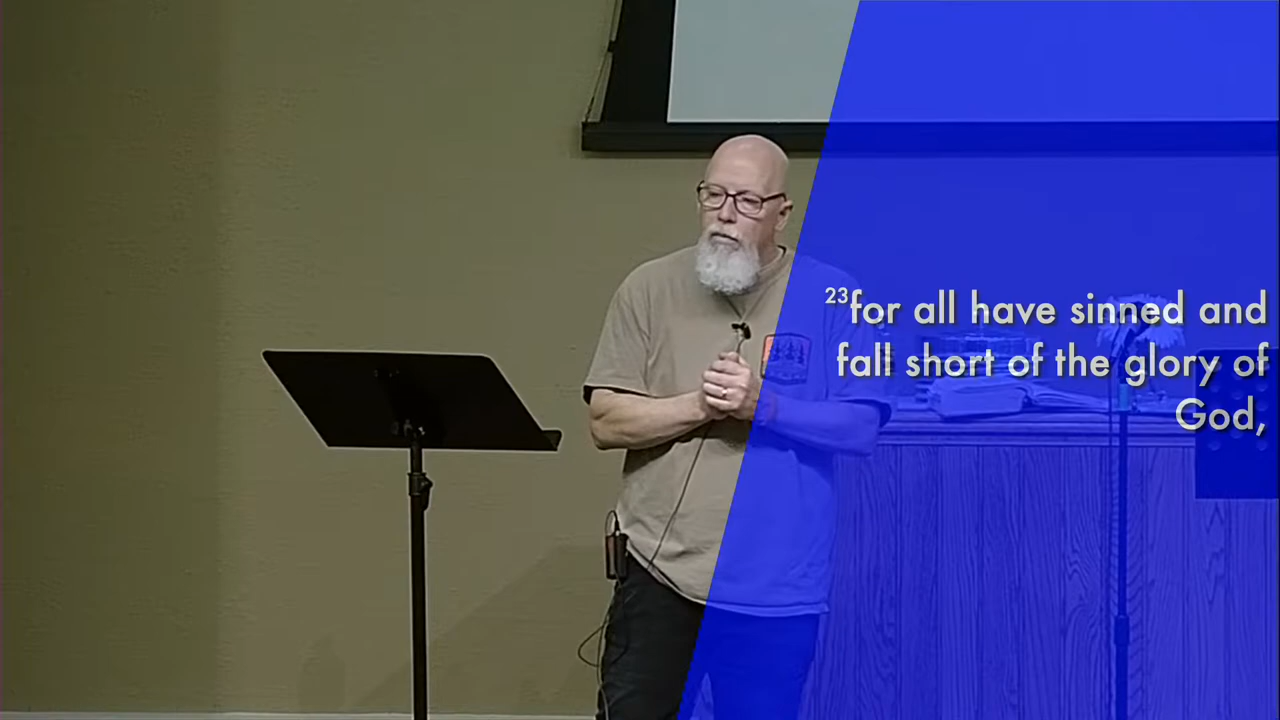 23for all have sinned and
fall short of the glory of
God,